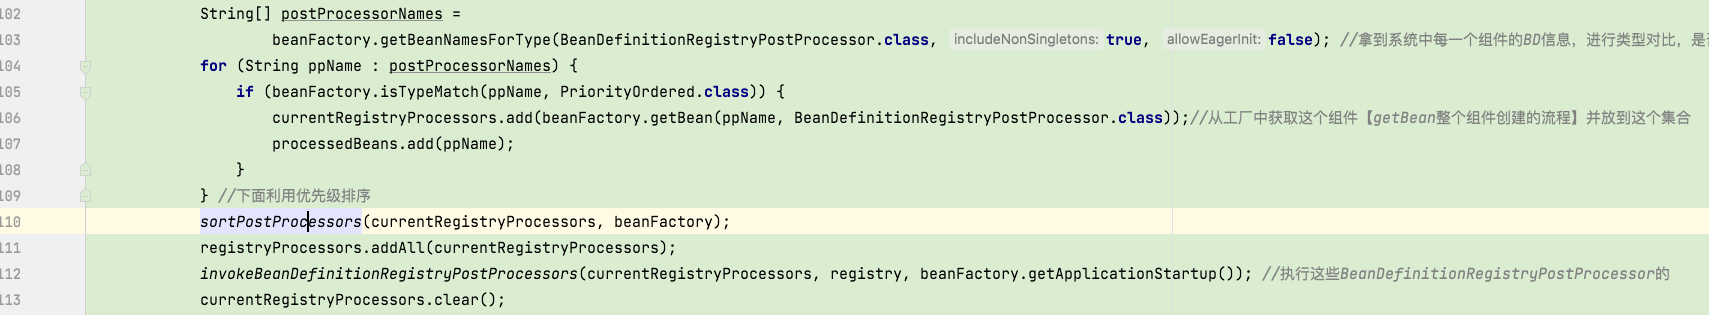 102 String[] postProcessorNames =
103 beanFactory.getBeanNamesForType(BeanDefinitionRegistryPostProcessor.class, includeNonSingletons: true, allowEagerInit: false); //拿到系统中每一个组件的BD信息，进行类型对比，是
104 for (String ppName : postProcessorNames) {
105 if (beanFactory.isTypeMatch(ppName, PriorityOrdered.class)) {
106 currentRegistryProcessors.add(beanFactory.getBean(ppName, BeanDefinitionRegistryPostProcessor.class));//从工厂中获取这个组件【getBean整个组件创建的流程】并放到这个集合
107 processedBeans.add(ppName);
108 }
109 } //下面利用优先级排序
110 sortPostProcessors(currentRegistryProcessors, beanFactory);
111 registryProcessors.addAll(currentRegistryProcessors);
112 invokeBeanDefinitionRegistryPostProcessors(currentRegistryProcessors, registry, beanFactory.getApplicationStartup()); //执行这些BeanDefinitionRegistryPostProcessor的
113 currentRegistryProcessors.clear();